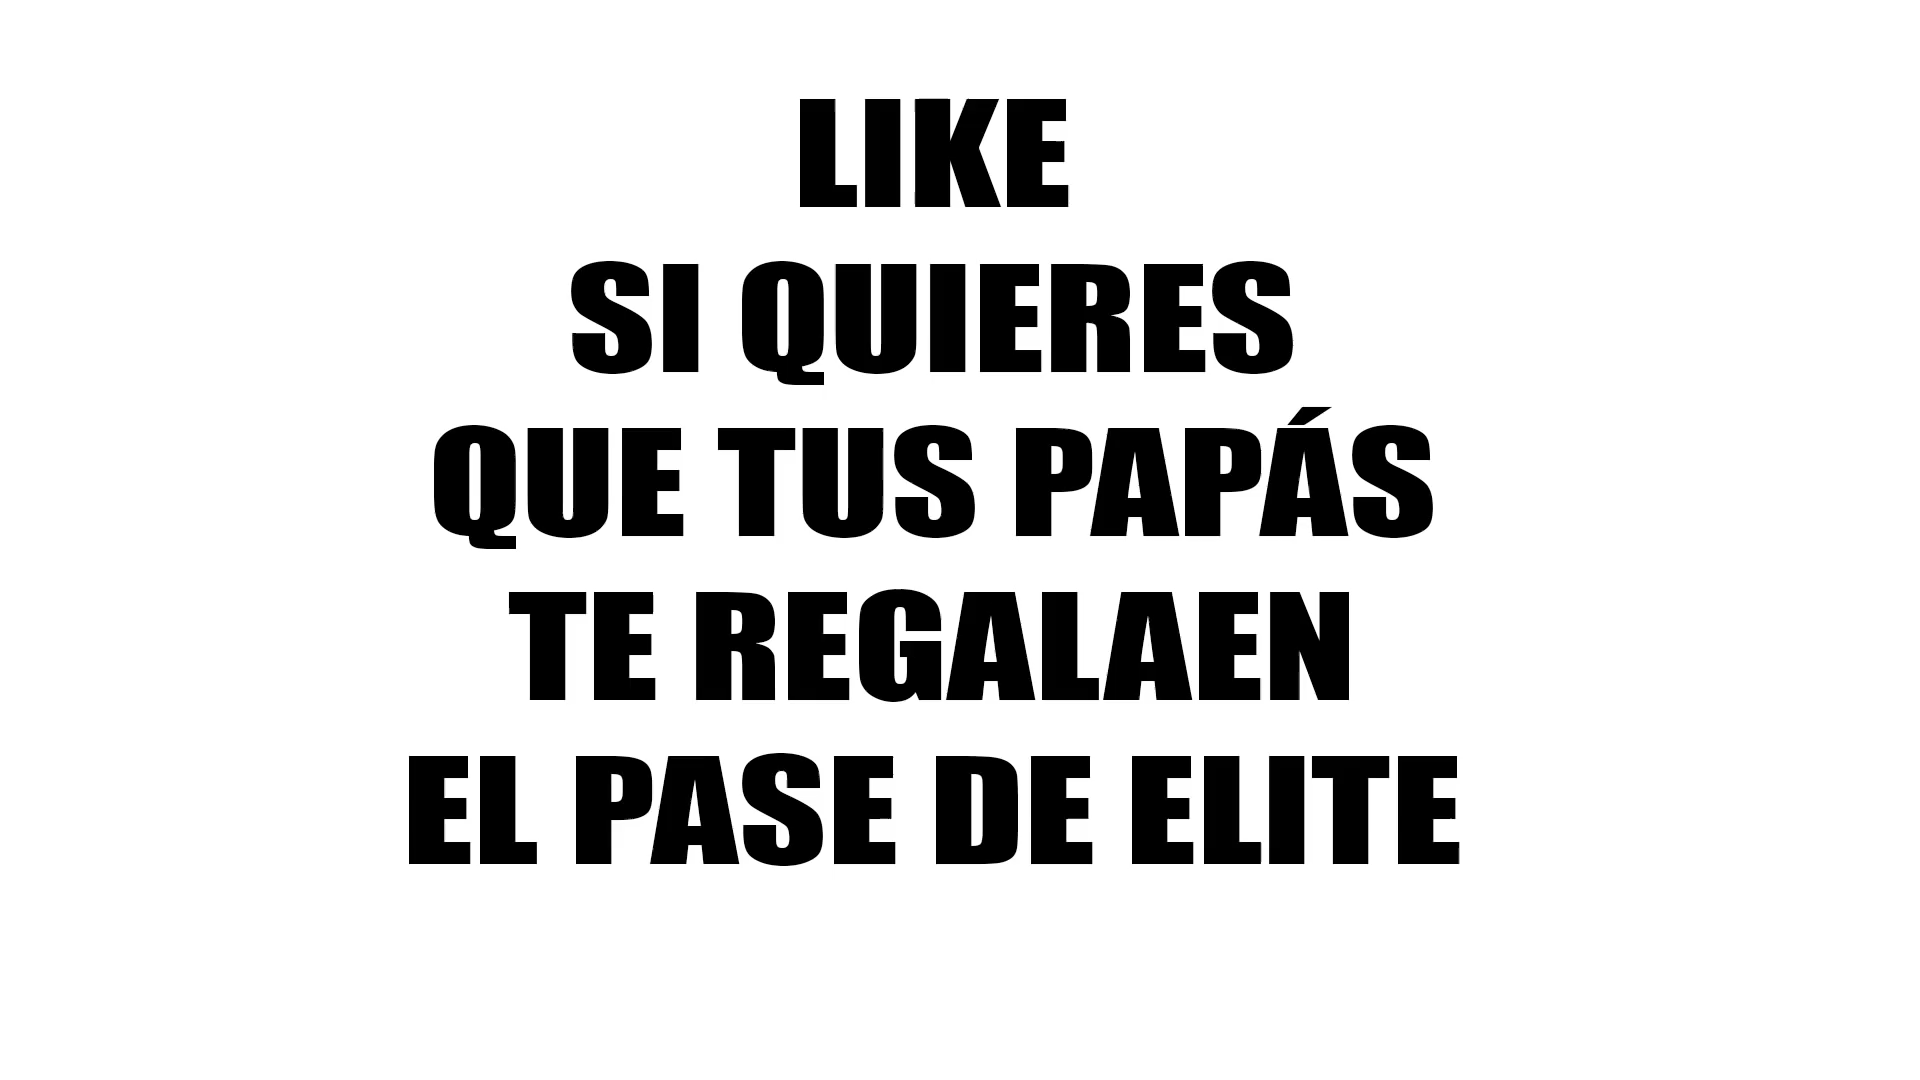 LIKE
SI QUIERES
QUE TUS PAPÁS
TE REGALAEN
EL PASE DE ELITE